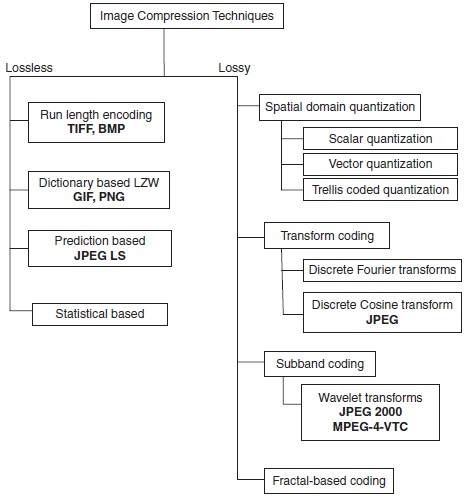 Image Compression Techniques
Lossless
Lossy
Run length encoding
TIFF, BMP
Dictionary based LZW
GIF, PNG
Prediction based
JPEG LS
Statistical based
Spatial domain quantization
Scalar quantization
Vector quantization
Trellis coded quantization
Transform coding
Discrete Fourier transforms
Discrete Cosine transform
JPEG
Subband coding
Wavelet transforms
JPEG 2000
MPEG-4-VTC
Fractal-based coding